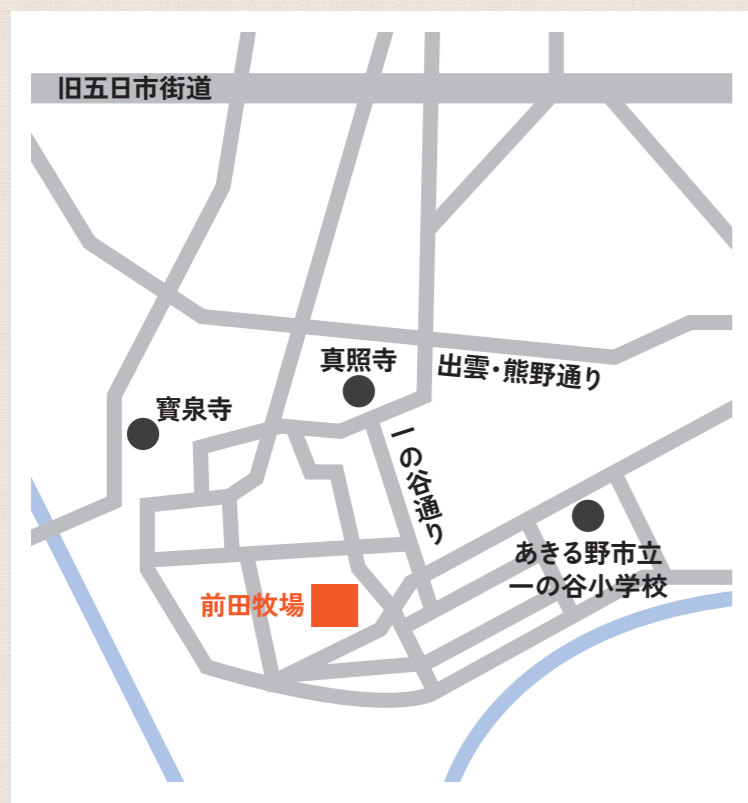 旧五日市街道
真照寺
出雲・熊野通り
寳泉寺
一の谷通り
あきる野市立
一の谷小学校
前田牧場